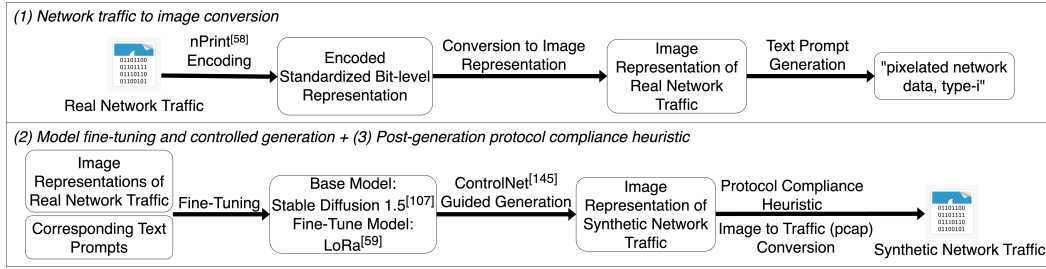 (1) Network traffic to image conversion
01101100
01101111
01110110
01100101
Real Network Traffic
nPrint[58]
Encoding
Encoded
Standardized Bit-level
Representation
Conversion to Image
Representation
Image
Representation of
Real Network
Traffic
Text Prompt
Generation
"pixelated network
data, type-i"
(2) Model fine-tuning and controlled generation + (3) Post-generation protocol compliance heuristic
Image
Representations of
Real Network Traffic
Corresponding Text
Prompts
Fine-Tuning
Base Model:
Stable Diffusion 1.5[107]
Fine-Tune Model:
LoRa[59]
ControlNet[145]
Guided Generation
Image
Representation of
Synthetic Network
Traffic
Protocol Compliance
Heuristic
Image to Traffic (pcap)
Conversion
01101100
01101111
01110110
01100101
Synthetic Network Traffic